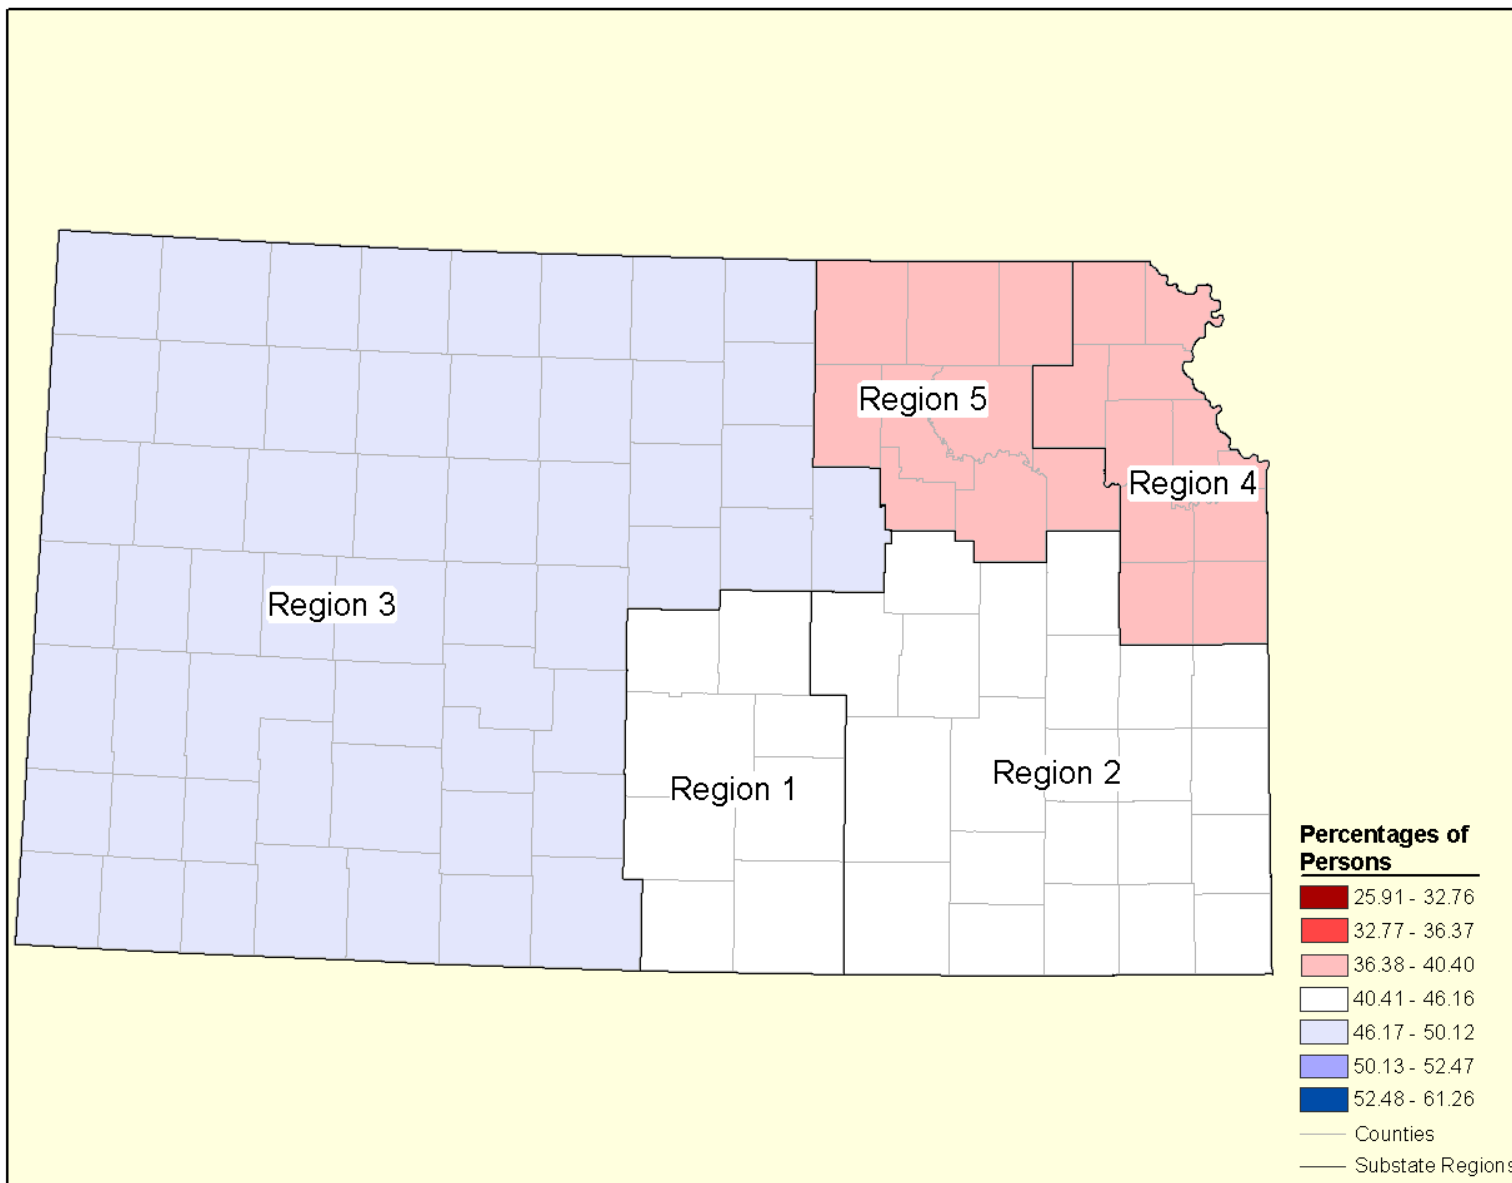 Region 5
Region 4
Region 3
Region 1
Region 2
Percentages of
Persons
25.91 - 32.76
32.77 - 36.37
36.38 - 40.40
40.41 - 46.16
46.17 - 50.12
50.13 - 52.47
52.48 - 61.26
Counties
Substate Regions